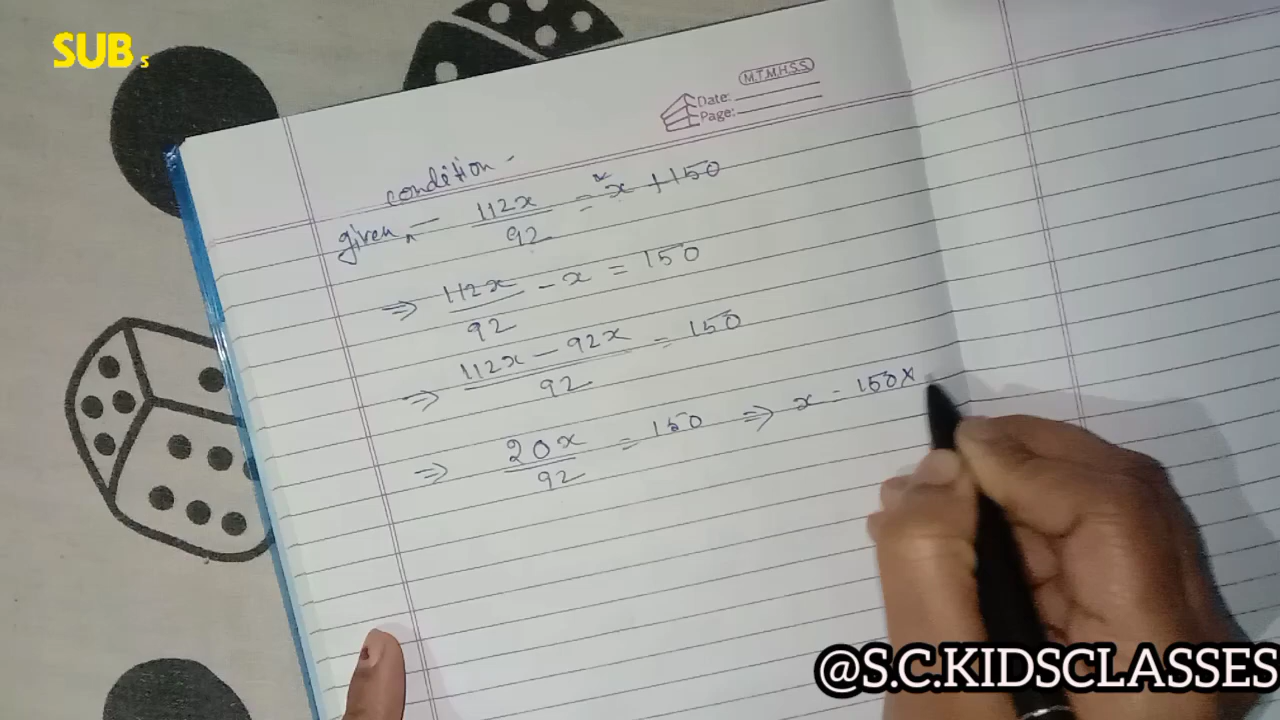 SUB s
M.T.M.H.S.S.
Date:
Page:
condition -
given, - 112x/92 = x + 150
⇒ 112x/92 - x = 150
⇒ 112x - 92x/92 = 150
⇒ 20x/92 = 150 ⇒ x = 150×
@S.C.KIDSCLASSES